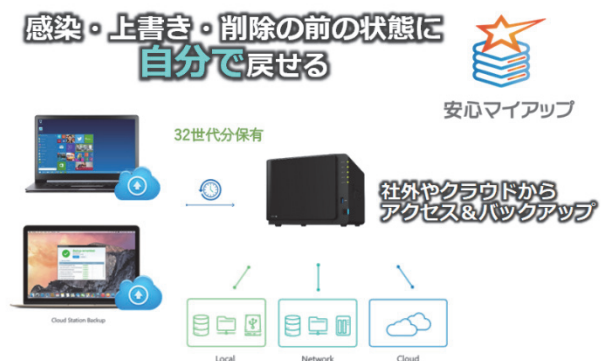 感染・上書き・削除の前の状態に
自分で戻せる
安心マイアップ
32世代分保有
社外やクラウドから
アクセス＆バックアップ
Cloud Station Backup
Local
Network
Cloud